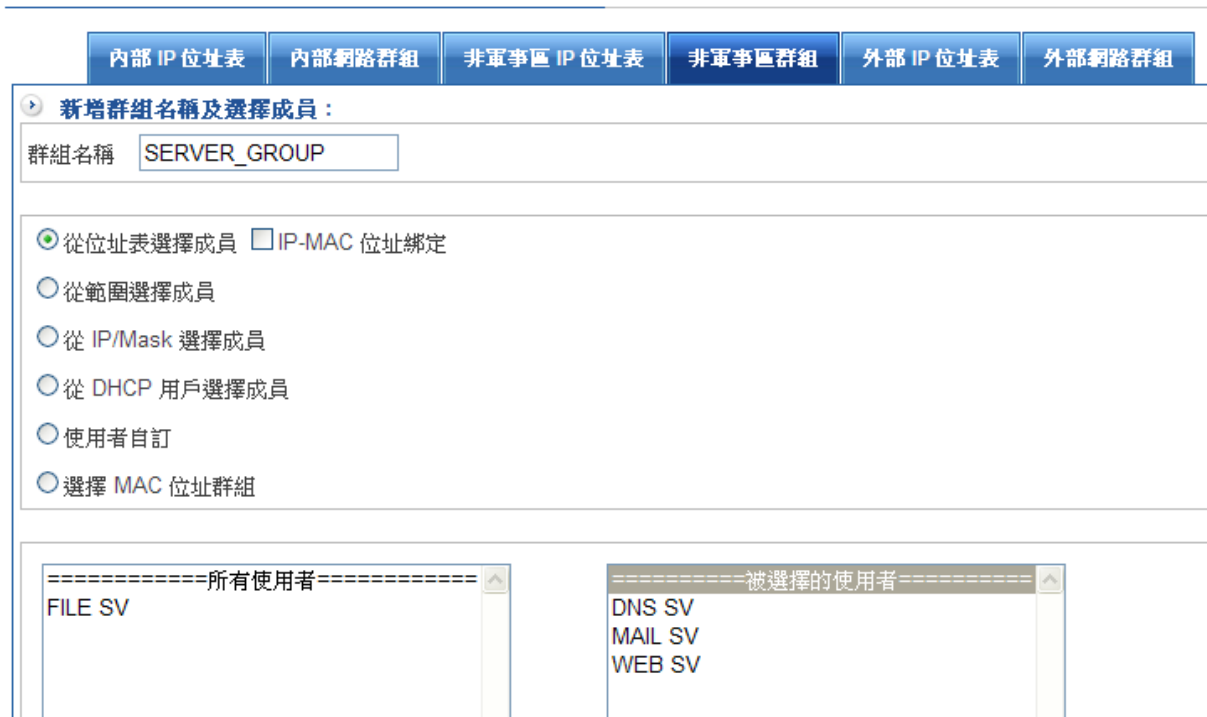 內部 IP 位址表 內部網路群組 非軍事區 IP 位址表 非軍事區群組 外部 IP 位址表 外部網路群組
新增群組名稱及選擇成員：
群組名稱 SERVER_GROUP
從位址表選擇成員 IP-MAC 位址綁定
從範圍選擇成員
從 IP/Mask 選擇成員
從 DHCP 用戶選擇成員
使用者自訂
選擇 MAC 位址群組
============所有使用者============ ==========被選擇的使用者==========
FILE SV DNS SV
MAIL SV
WEB SV